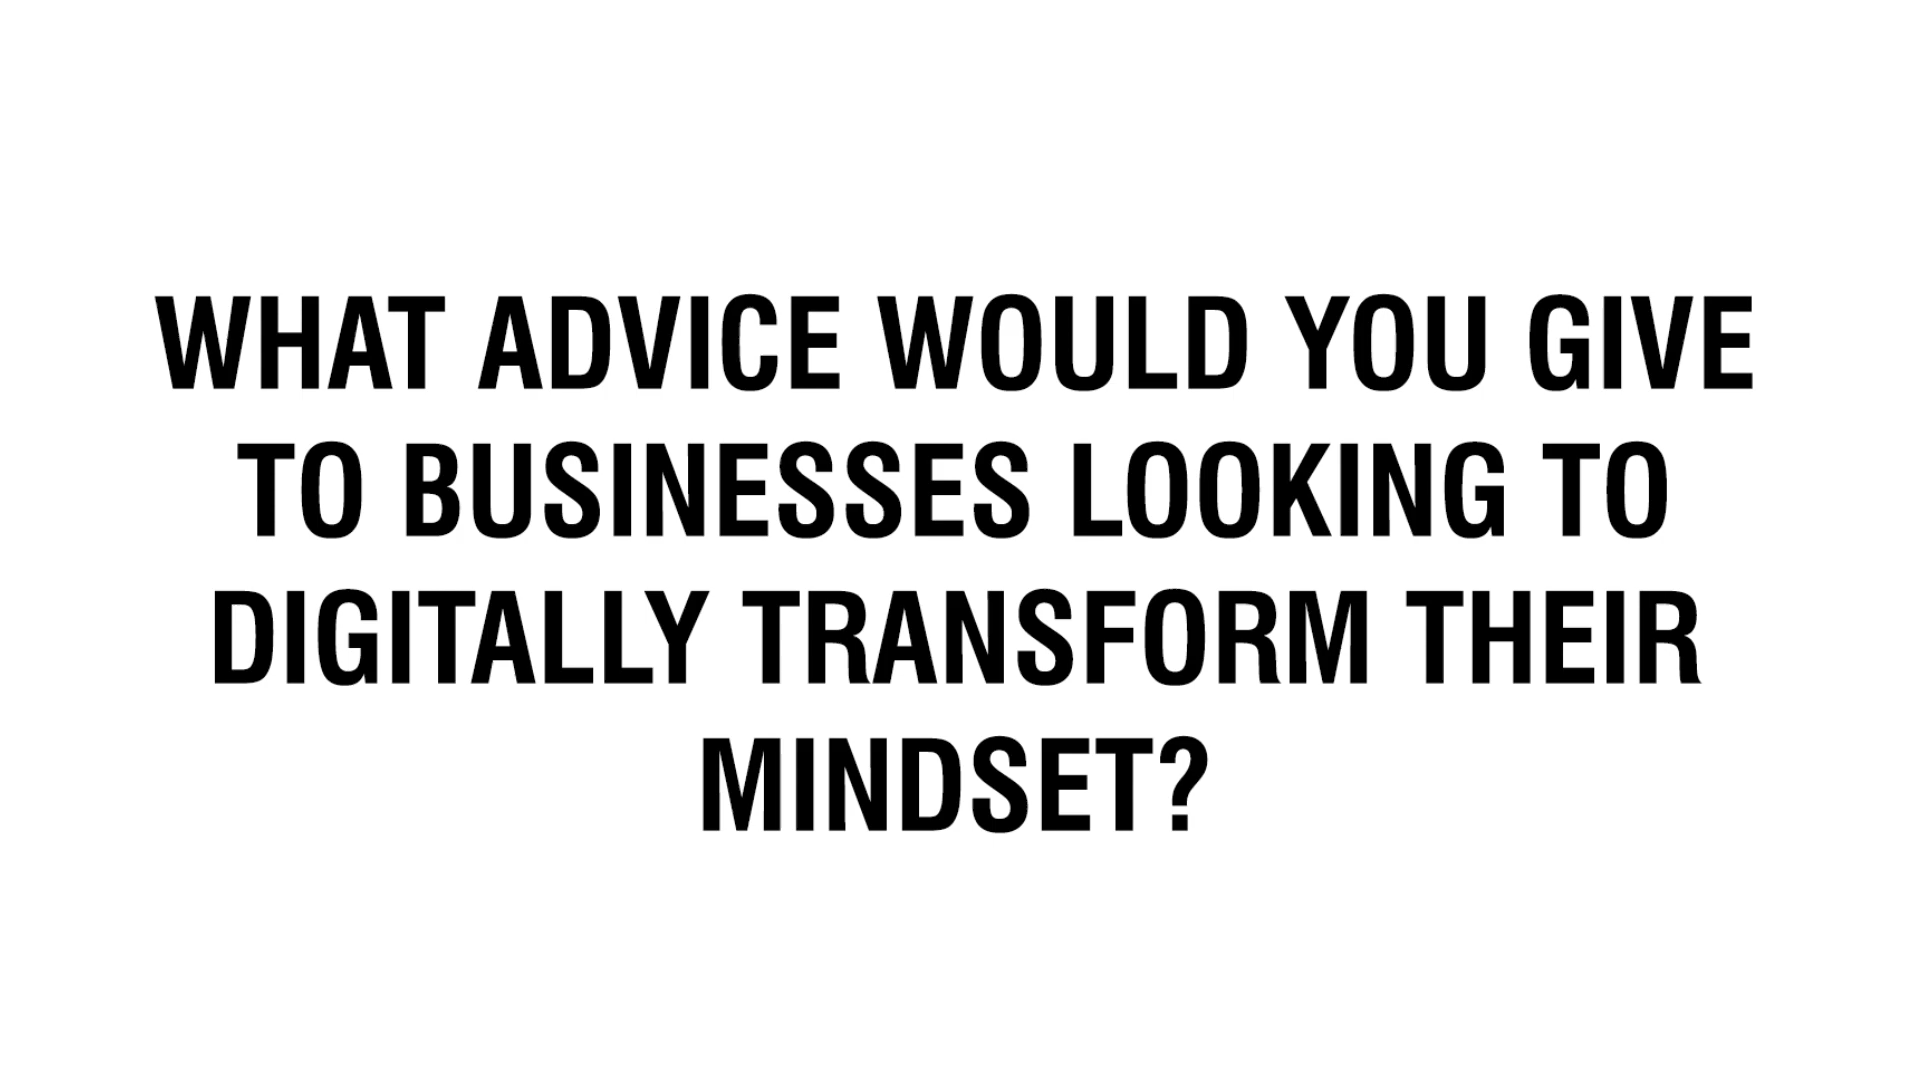 WHAT ADVICE WOULD YOU GIVE
TO BUSINESSES LOOKING TO
DIGITALLY TRANSFORM THEIR
MINDSET?